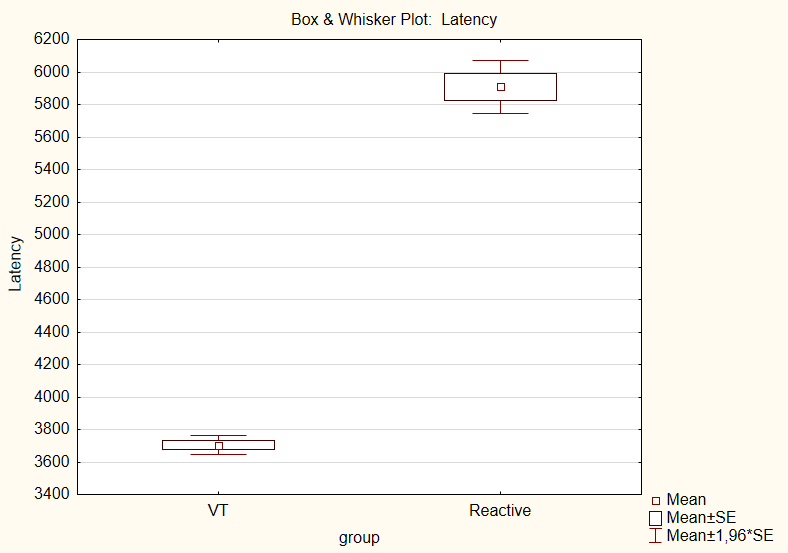 Box & Whisker Plot: Latency
6200
6000
5800
5600
5400
5200
5000
4800
4600
4400
4200
4000
3800
3600
3400
Latency
VT Reactive
group
Mean
Mean±SE
Mean±1,96*SE